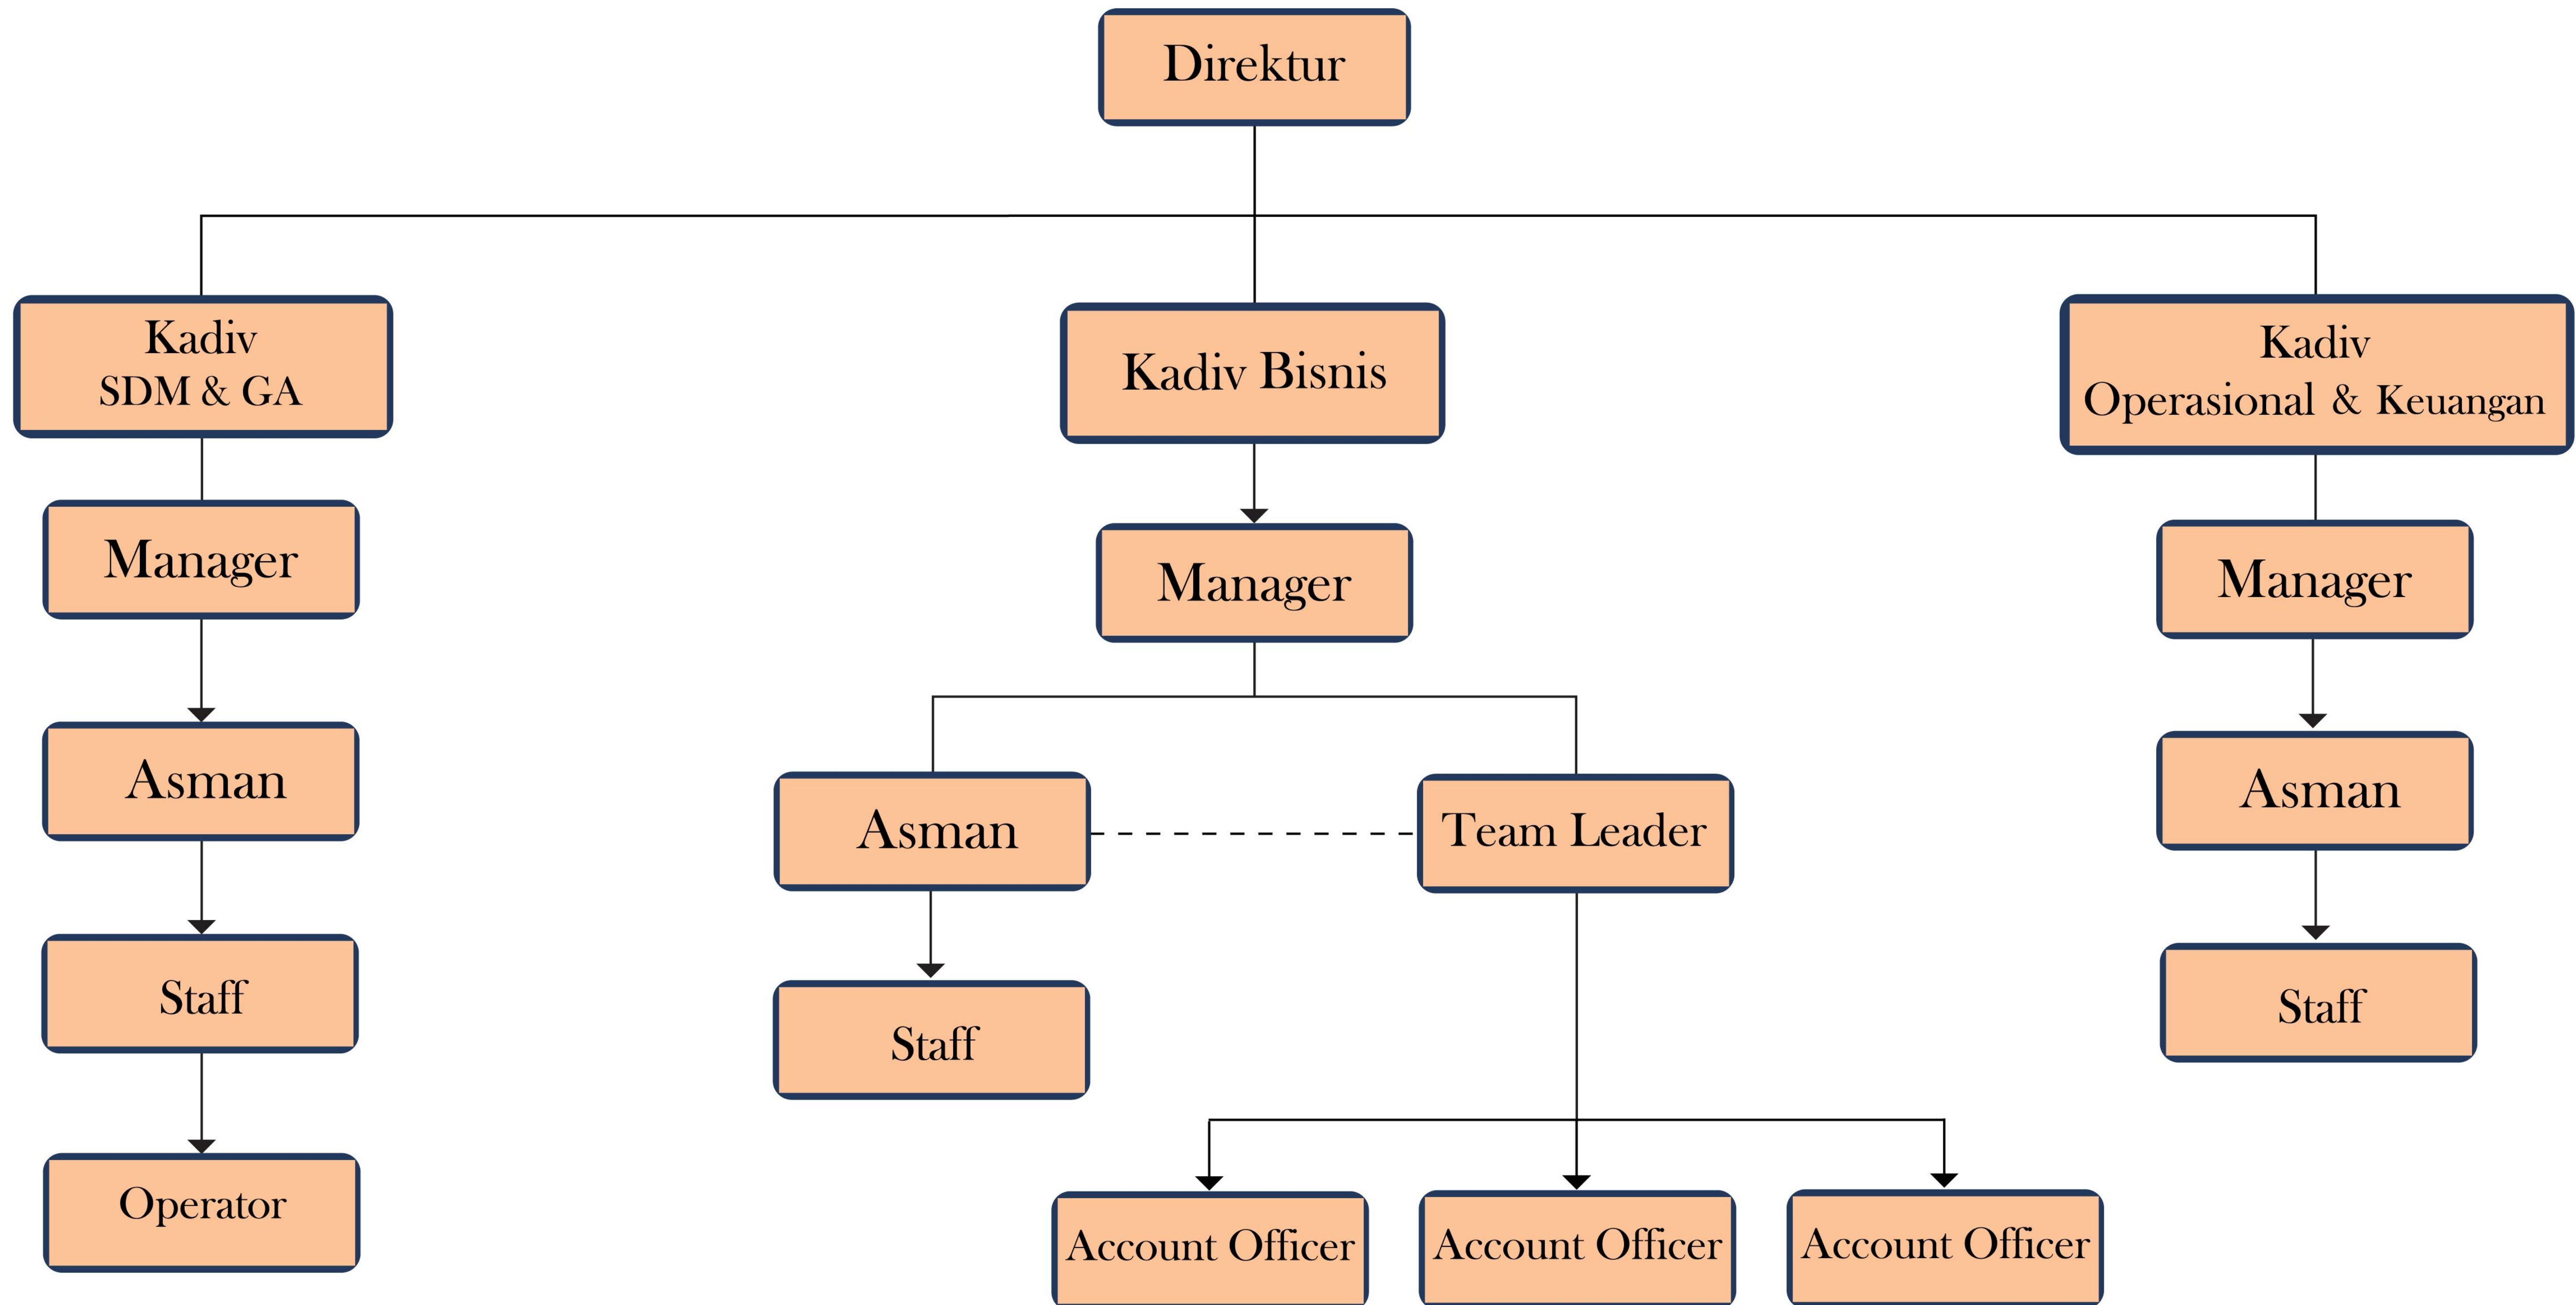 Direktur
Kadiv
SDM & GA
Kadiv Bisnis
Kadiv
Operasional & Keuangan
Manager
Manager
Manager
Asman
Asman
Team Leader
Asman
Staff
Staff
Staff
Operator
Account Officer
Account Officer
Account Officer